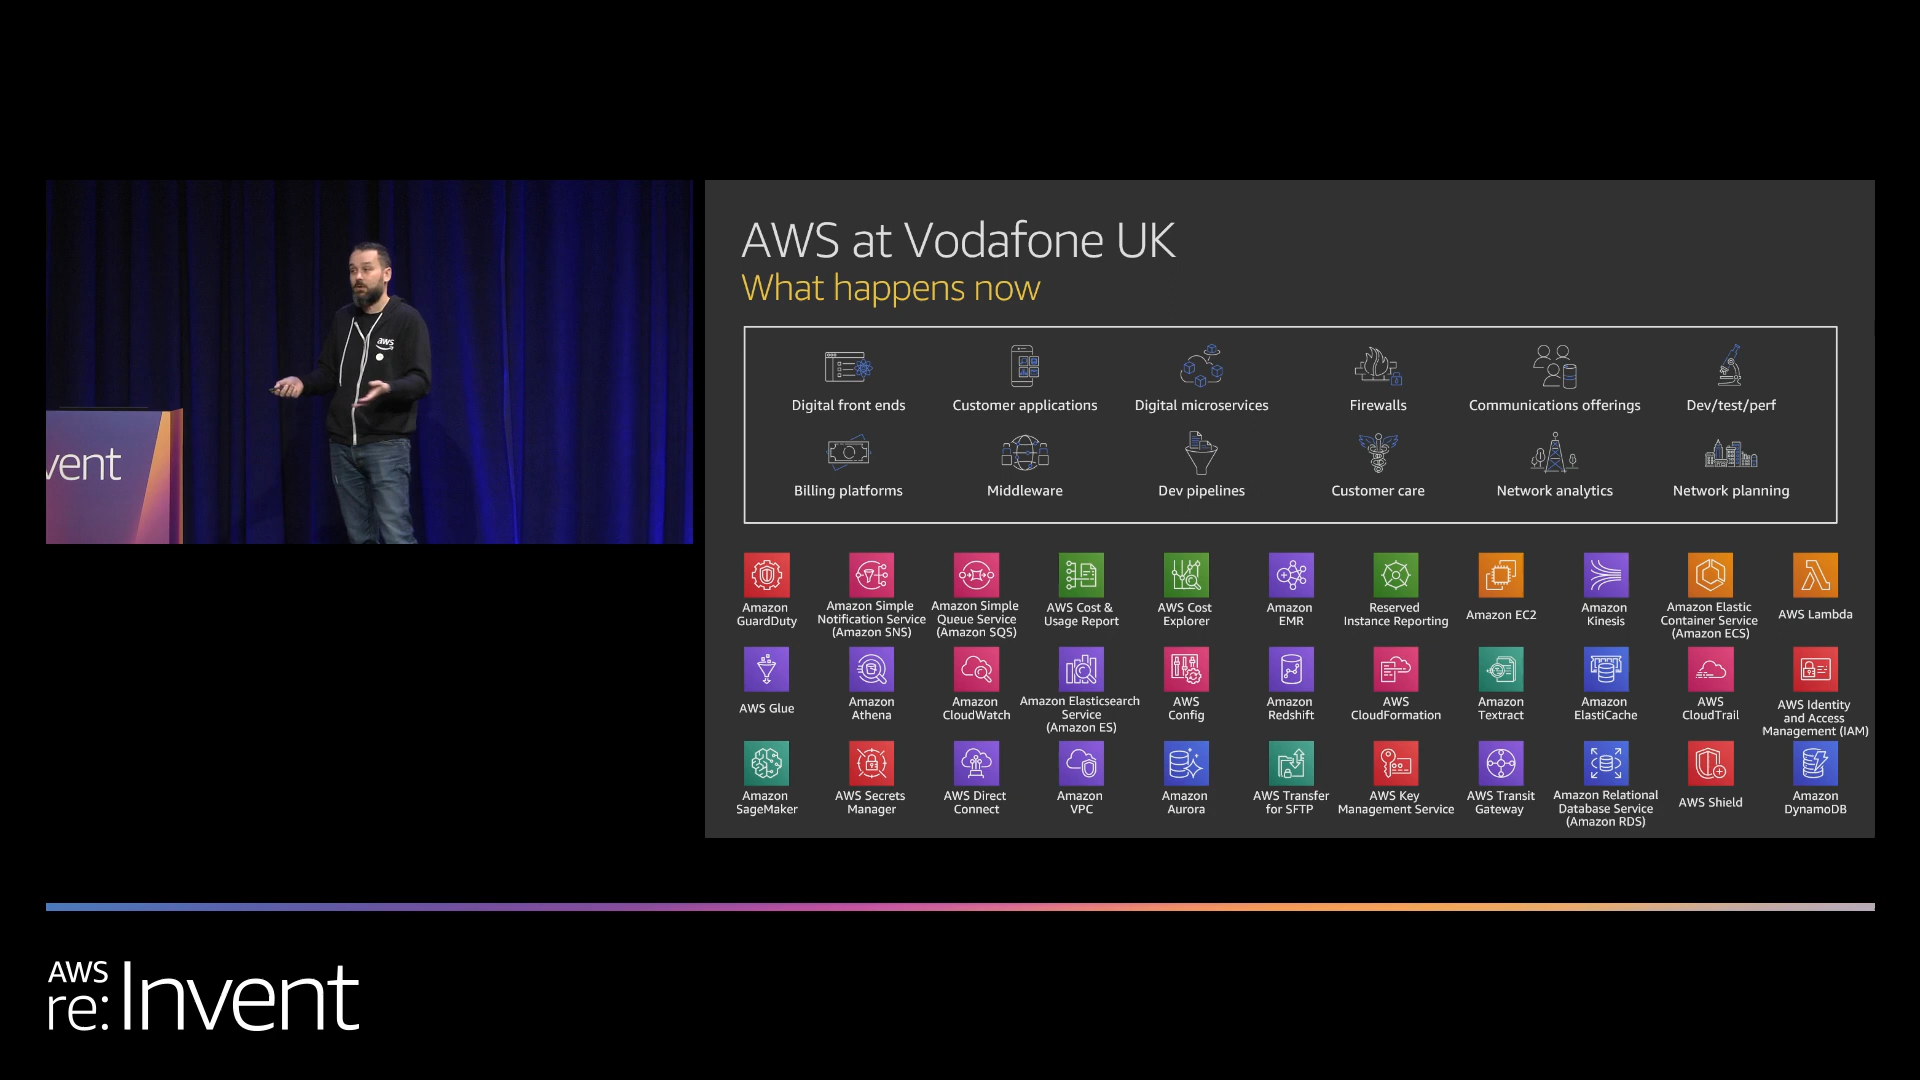 vent
aws
AWS at Vodafone UK
What happens now
Digital front ends
Customer applications
Digital microservices
Firewalls
Communications offerings
Dev/test/perf
Billing platforms
Middleware
Dev pipelines
Customer care
Network analytics
Network planning
Amazon
GuardDuty
Amazon Simple
Notification Service
(Amazon SNS)
Amazon Simple
Queue Service
(Amazon SQS)
AWS Cost &
Usage Report
AWS Cost
Explorer
Amazon
EMR
Reserved
Instance Reporting
Amazon EC2
Amazon
Kinesis
Amazon Elastic
Container Service
(Amazon ECS)
AWS Lambda
AWS Glue
Amazon
Athena
Amazon
CloudWatch
Amazon Elasticsearch
Service
(Amazon ES)
AWS
Config
Amazon
Redshift
AWS
CloudFormation
Amazon
Textract
Amazon
ElastiCache
AWS
CloudTrail
AWS Identity
and Access
Management (IAM)
Amazon
SageMaker
AWS Secrets
Manager
AWS Direct
Connect
Amazon
VPC
Amazon
Aurora
AWS Transfer
for SFTP
AWS Key
Management Service
AWS Transit
Gateway
Amazon Relational
Database Service
(Amazon RDS)
AWS Shield
Amazon
DynamoDB
AWS
re:Invent